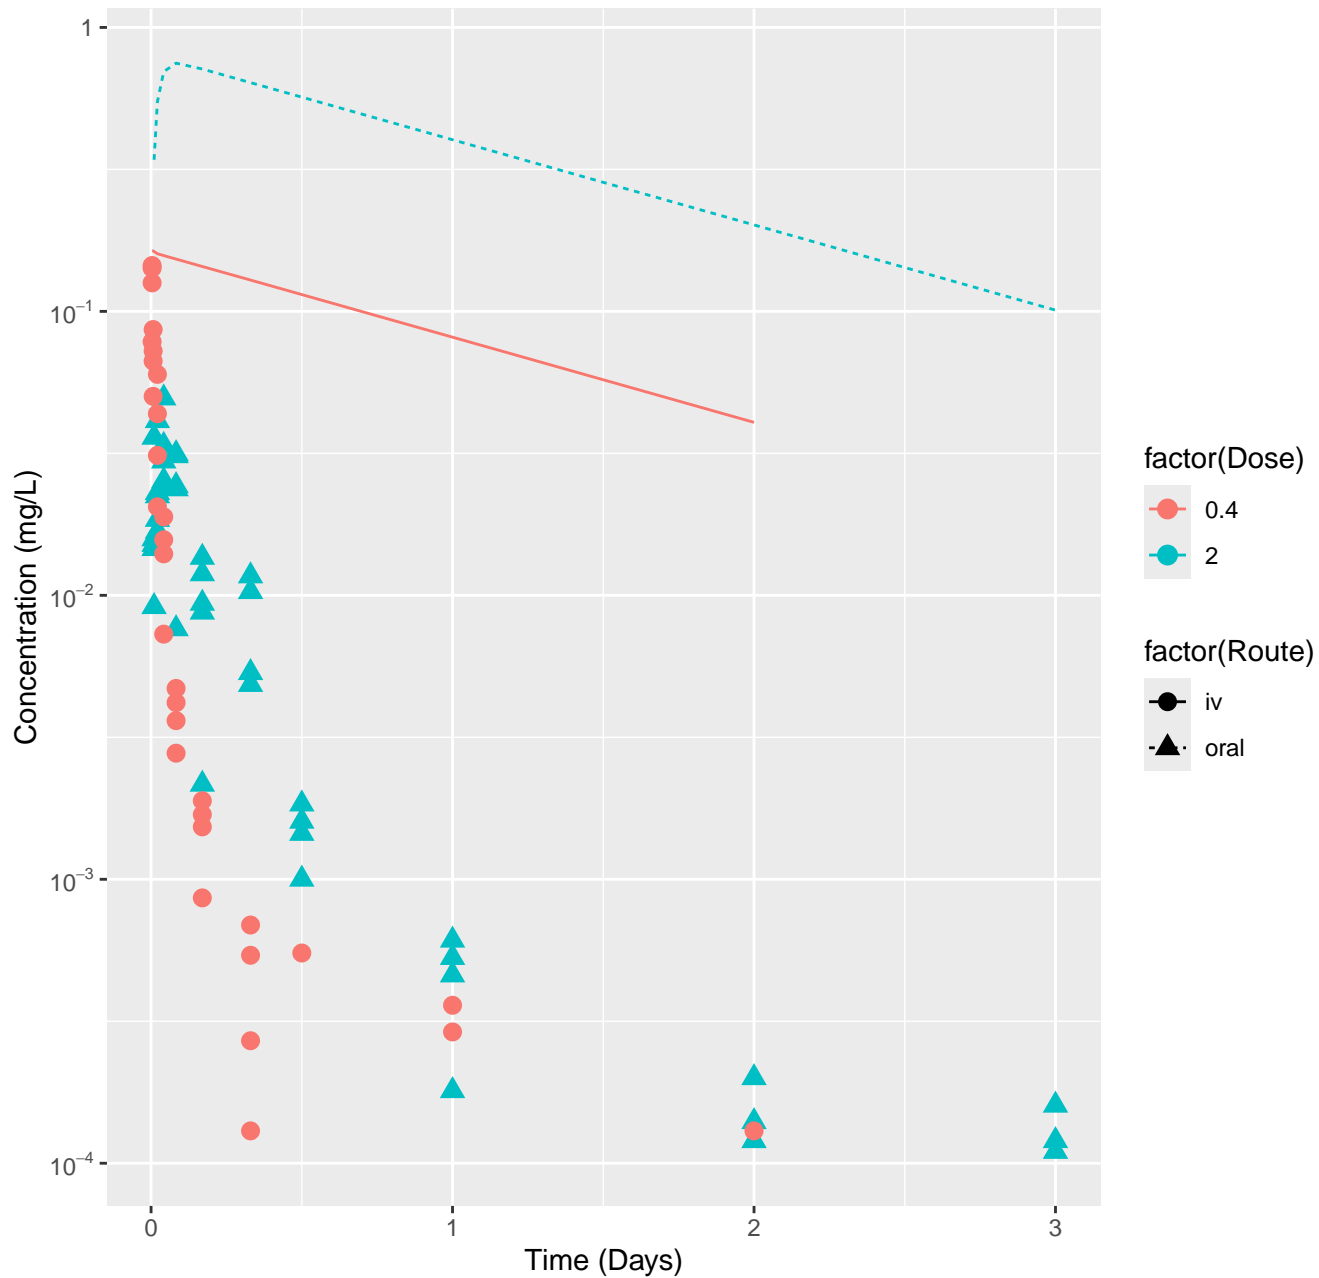 1
10⁻¹
10⁻²
10⁻³
10⁻⁴
Concentration (mg/L)
0
1
2
3
Time (Days)
factor(Dose)
0.4
2
factor(Route)
iv
oral